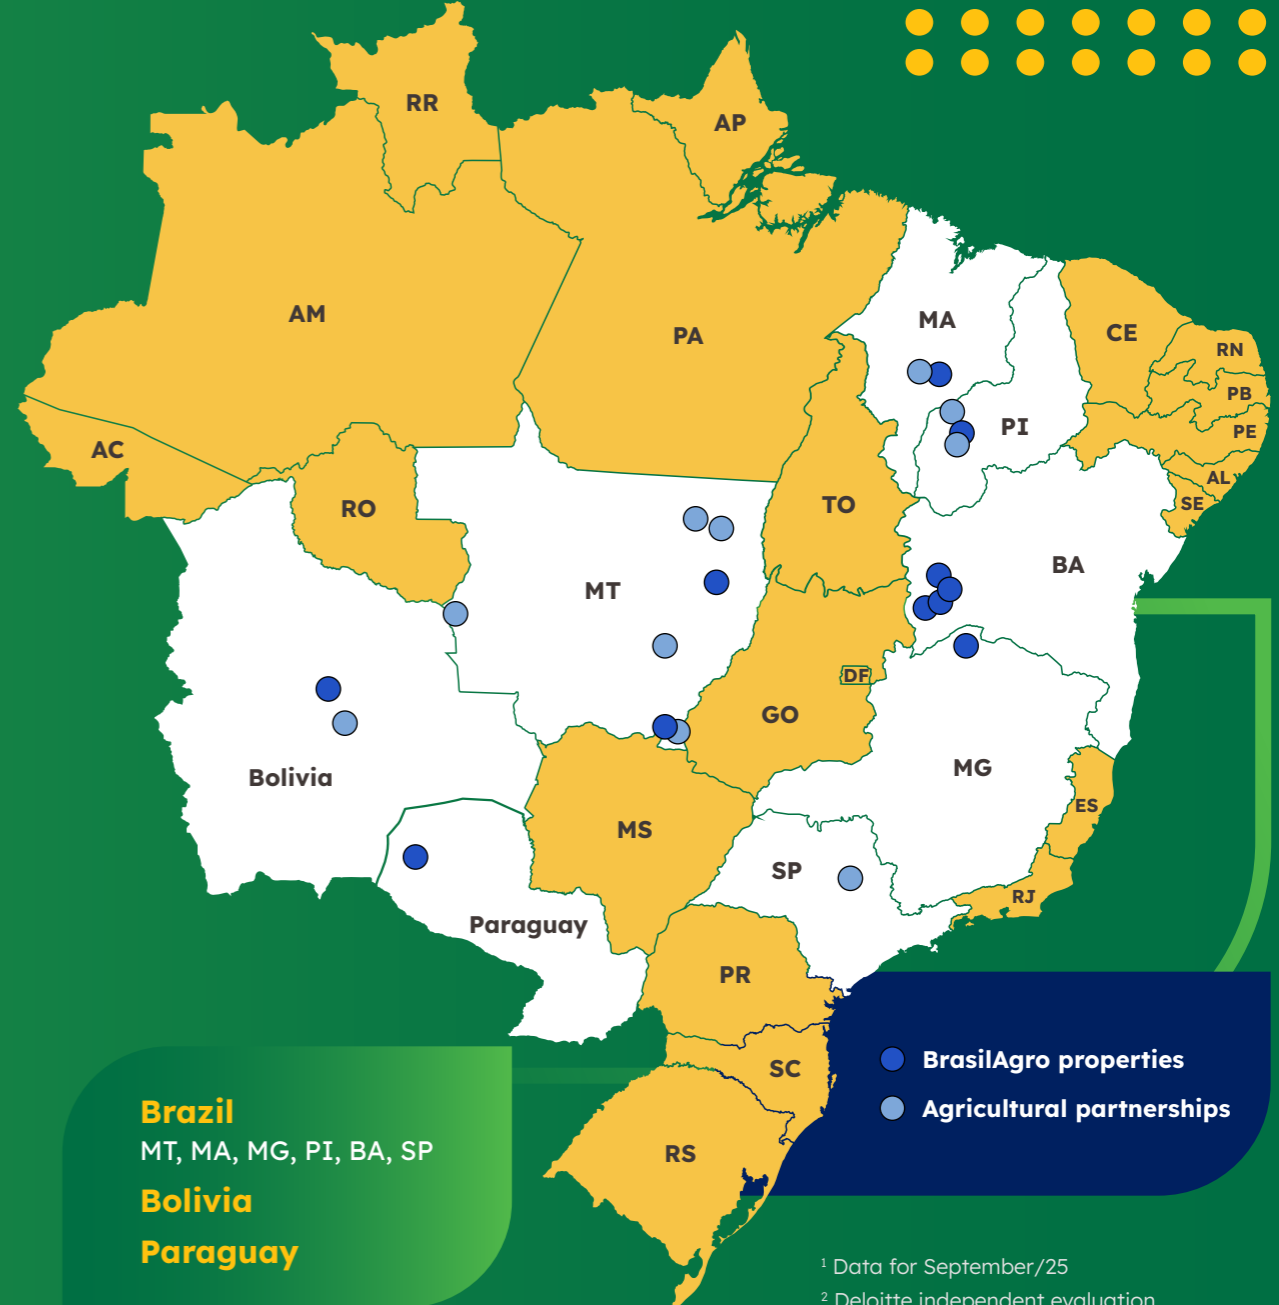 RR
AP
AM
PA
MA
CE
RN
PB
PE
AL
SE
PI
AC
RO
TO
BA
MT
DF
GO
Bolivia
MG
ES
MS
SP
RJ
Paraguay
PR
SC
RS
BrasilAgro properties
Agricultural partnerships
Brazil
MT, MA, MG, PI, BA, SP
Bolivia
Paraguay
¹ Data for September/25
² Deloitte independent evaluation